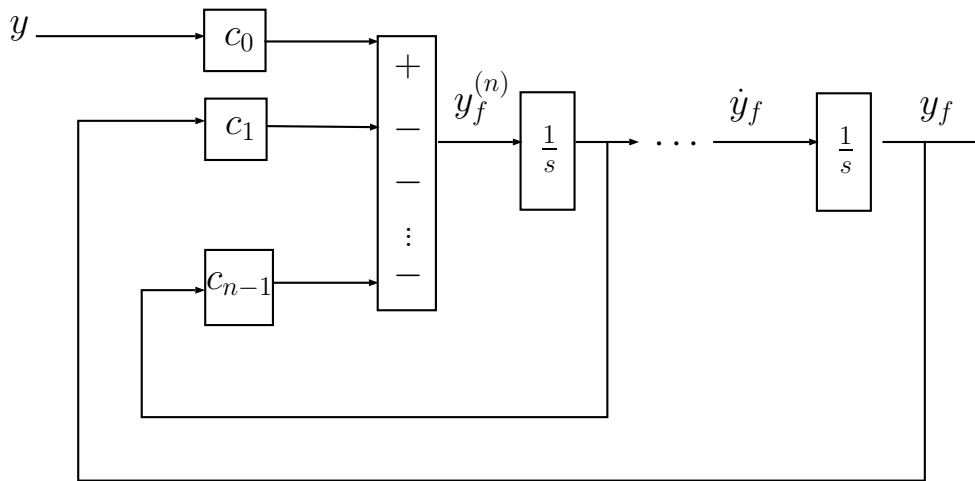 y
c_0
c_1
c_{n-1}
+
−
−
⋮
−
y_f^{(n)}
1/s
···
ẏ_f
1/s
y_f